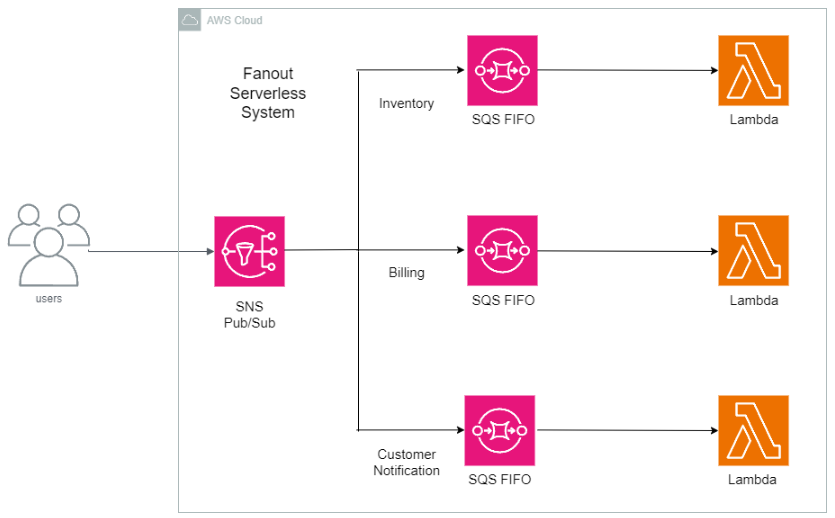 AWS Cloud
Fanout
Serverless
System
Inventory
SQS FIFO
Lambda
users
SNS
Pub/Sub
Billing
SQS FIFO
Lambda
Customer
Notification
SQS FIFO
Lambda